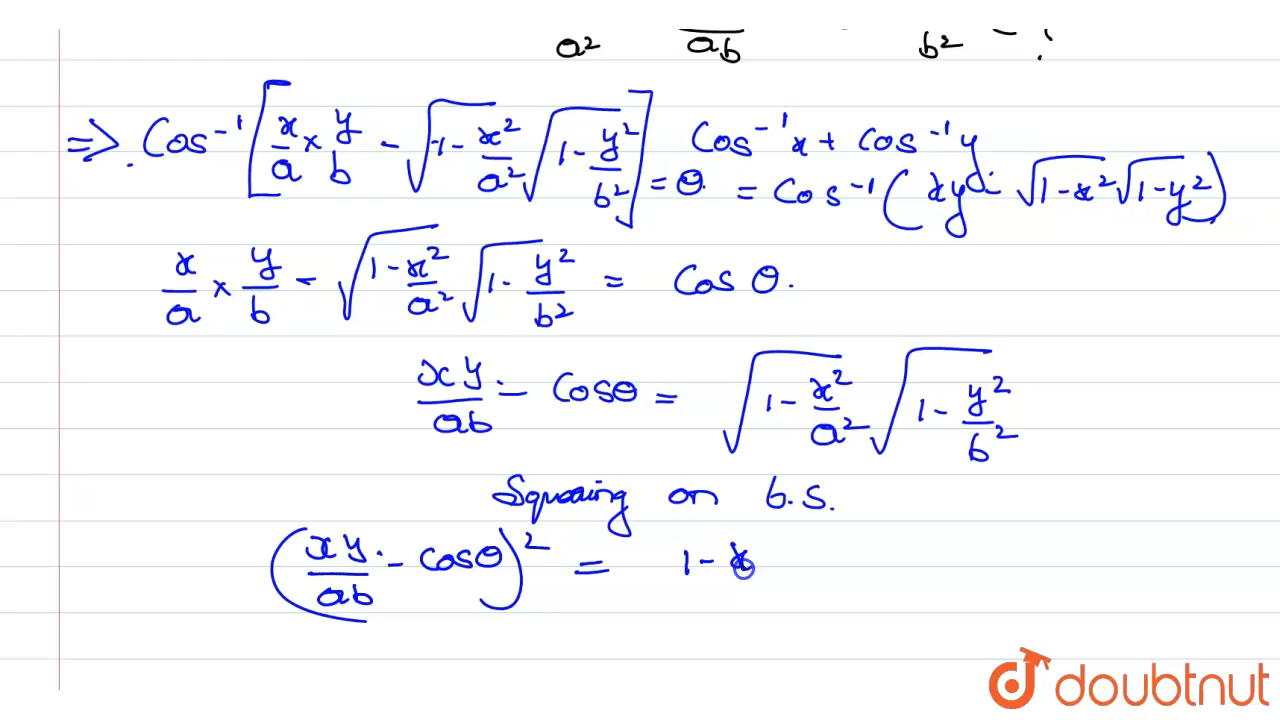 a² ab b² = ?
⇒ Cos⁻¹[x/a × y/b − √(1−x²/a²) √(1−y²/b²)] = θ.
Cos⁻¹x + Cos⁻¹y
= Cos⁻¹(xy − √(1−x²) √(1−y²))
x/a × y/b − √(1−x²/a²) √(1−y²/b²) = Cos θ.
xy/ab − Cosθ = √(1−x²/a²) √(1−y²/b²)
Squaring on b.s.
(xy/ab − Cosθ)² = 1 − x
doubtnut